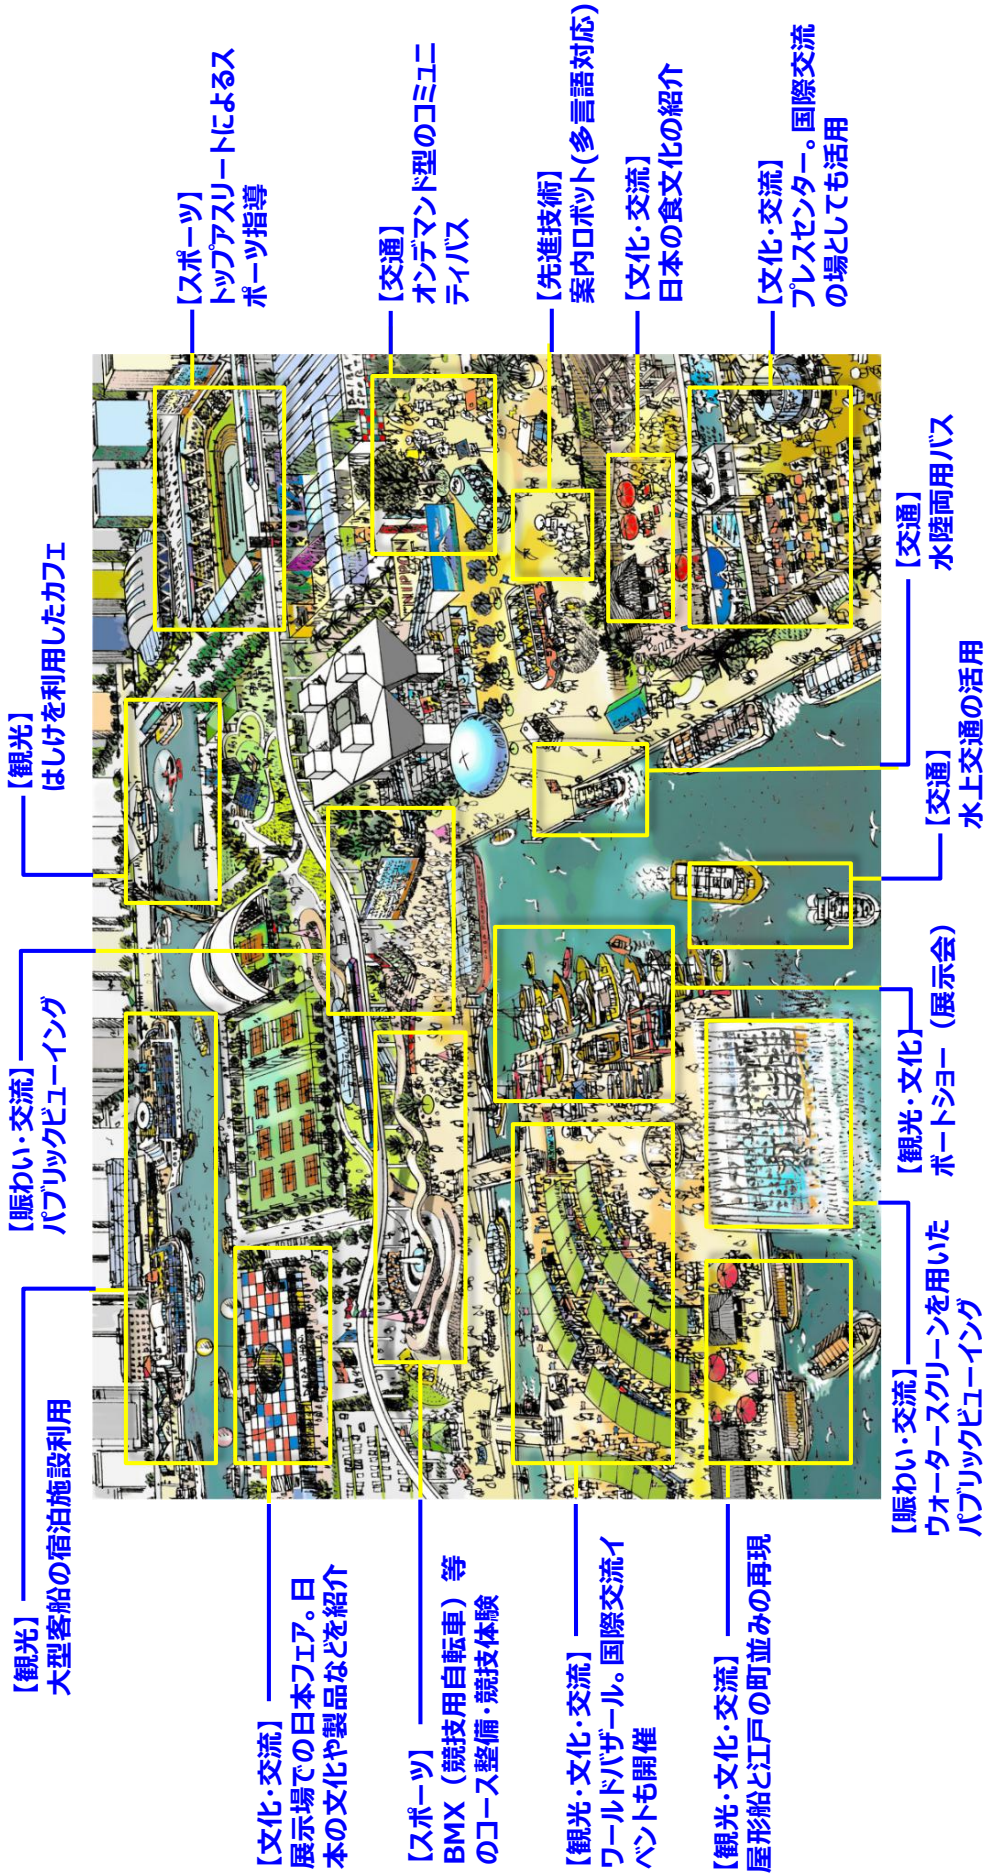 【観光】
大型客船の宿泊施設利用
【賑わい・交流】
パブリックビューイング
【観光】
はしけを利用したカフェ
【スポーツ】
トップアスリートによるス
ポーツ指導
【交通】
オンデマンド型のコミュニ
ティバス
【先進技術】
案内ロボット(多言語対応)
【文化・交流】
日本の食文化の紹介
【文化・交流】
プレスセンター。国際交流
の場としても活用
【文化・交流】
展示場での日本フェア。日
本の文化や製品などを紹介
【スポーツ】
BMX（競技用自転車）等
のコース整備・競技体験
【観光・文化・交流】
ワールドバザール。国際交流イ
ベントも開催
【観光・文化・交流】
屋形船と江戸の町並みの再現
【賑わい・交流】
ウォータースクリーンを用いた
パブリックビューイング
【観光・文化】
ボートショー（展示会）
【交通】
水上交通の活用
【交通】
水陸両用バス
NIPPON